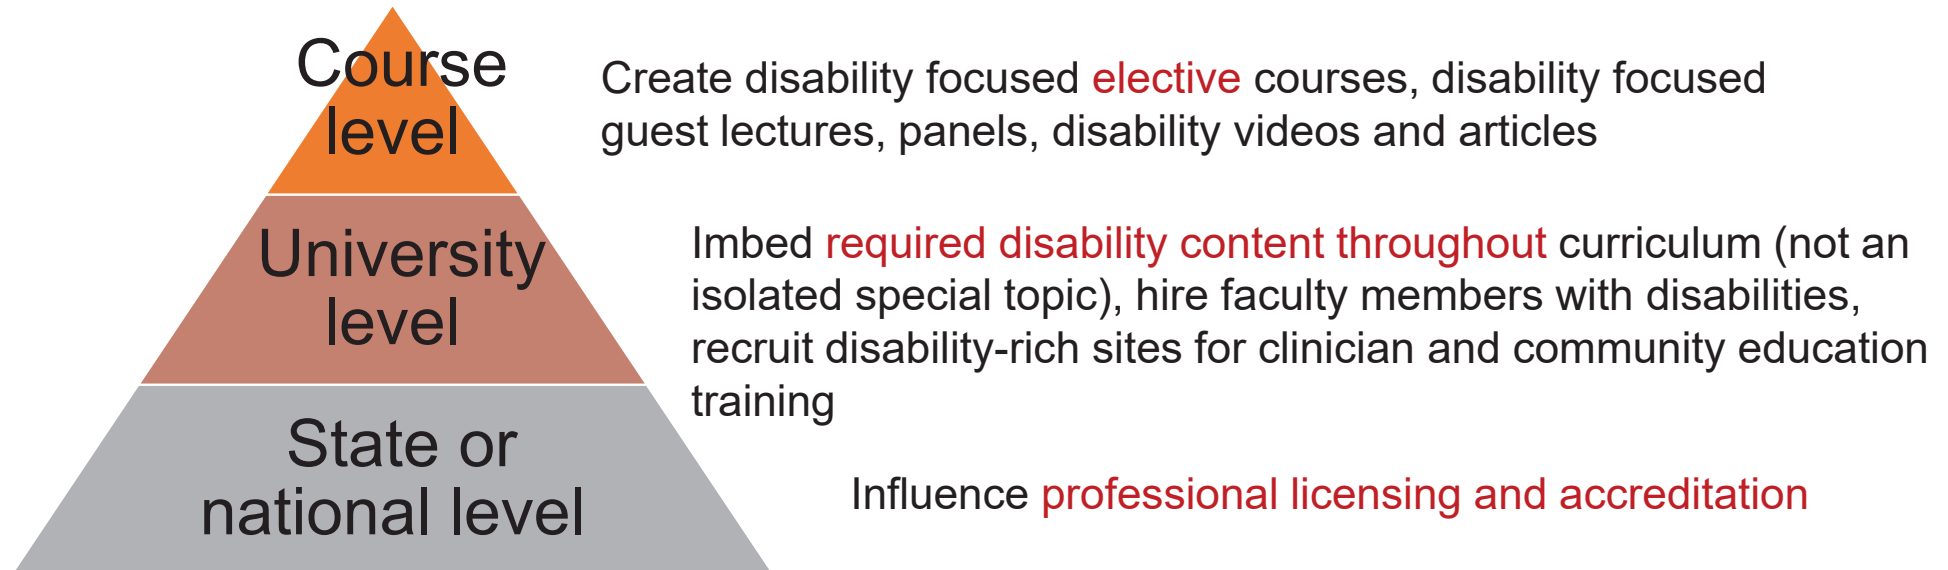 Course
level
Create disability focused elective courses, disability focused
guest lectures, panels, disability videos and articles
University
level
Imbed required disability content throughout curriculum (not an
isolated special topic), hire faculty members with disabilities,
recruit disability-rich sites for clinician and community education
training
State or
national level
Influence professional licensing and accreditation